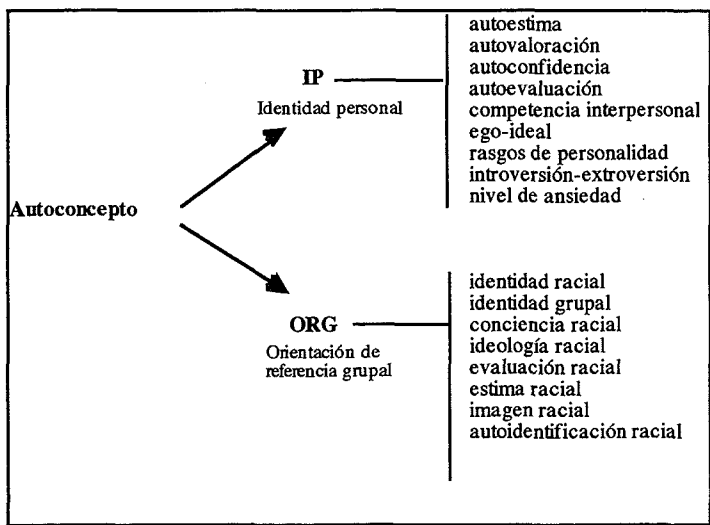 Autoconcepto
IP
Identidad personal
autoestima
autovaloración
autoconfidencia
autoevaluación
competencia interpersonal
ego-ideal
rasgos de personalidad
introversión-extroversión
nivel de ansiedad
ORG
Orientación de
referencia grupal
identidad racial
identidad grupal
conciencia racial
ideología racial
evaluación racial
estima racial
imagen racial
autoidentificación racial